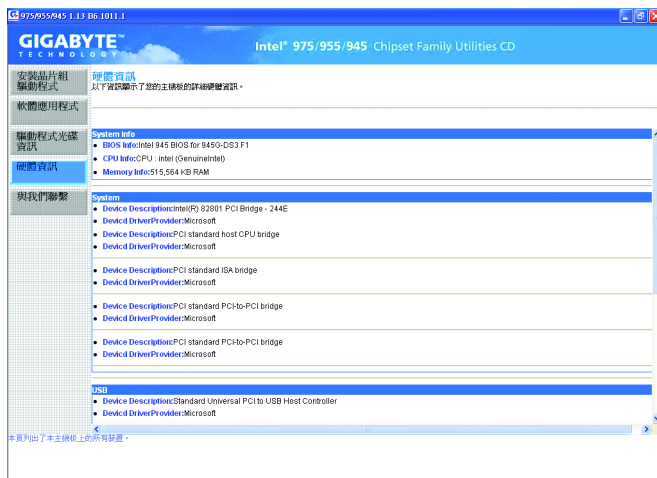 975/955/945 1.13 B6.1011.1
GIGABYTE™
TECHNOLOGY
Intel® 975/955/945 Chipset Family Utilities CD
安裝晶片組
驅動程式
軟體應用程式
驅動程式光碟
資訊
硬體資訊
與我們聯繫
硬體資訊
以下資訊顯示了您的主機板的詳細硬體資訊。
System Info
BIOS Info:Intel 945 BIOS for 945G-DS3 F1
CPU Info:CPU : intel (GenuineIntel)
Memory Info:515,564 KB RAM
System
Device Description:Intel(R) 82801 PCI Bridge - 244E
Devicd DriverProvider:Microsoft
Device Description:PCI standard host CPU bridge
Devicd DriverProvider:Microsoft
Device Description:PCI standard ISA bridge
Devicd DriverProvider:Microsoft
Device Description:PCI standard PCI-to-PCI bridge
Devicd DriverProvider:Microsoft
Device Description:PCI standard PCI-to-PCI bridge
Devicd DriverProvider:Microsoft
USB
Device Description:Standard Universal PCI to USB Host Controller
Devicd DriverProvider:Microsoft
本頁列出了本主機板上的所有裝置。